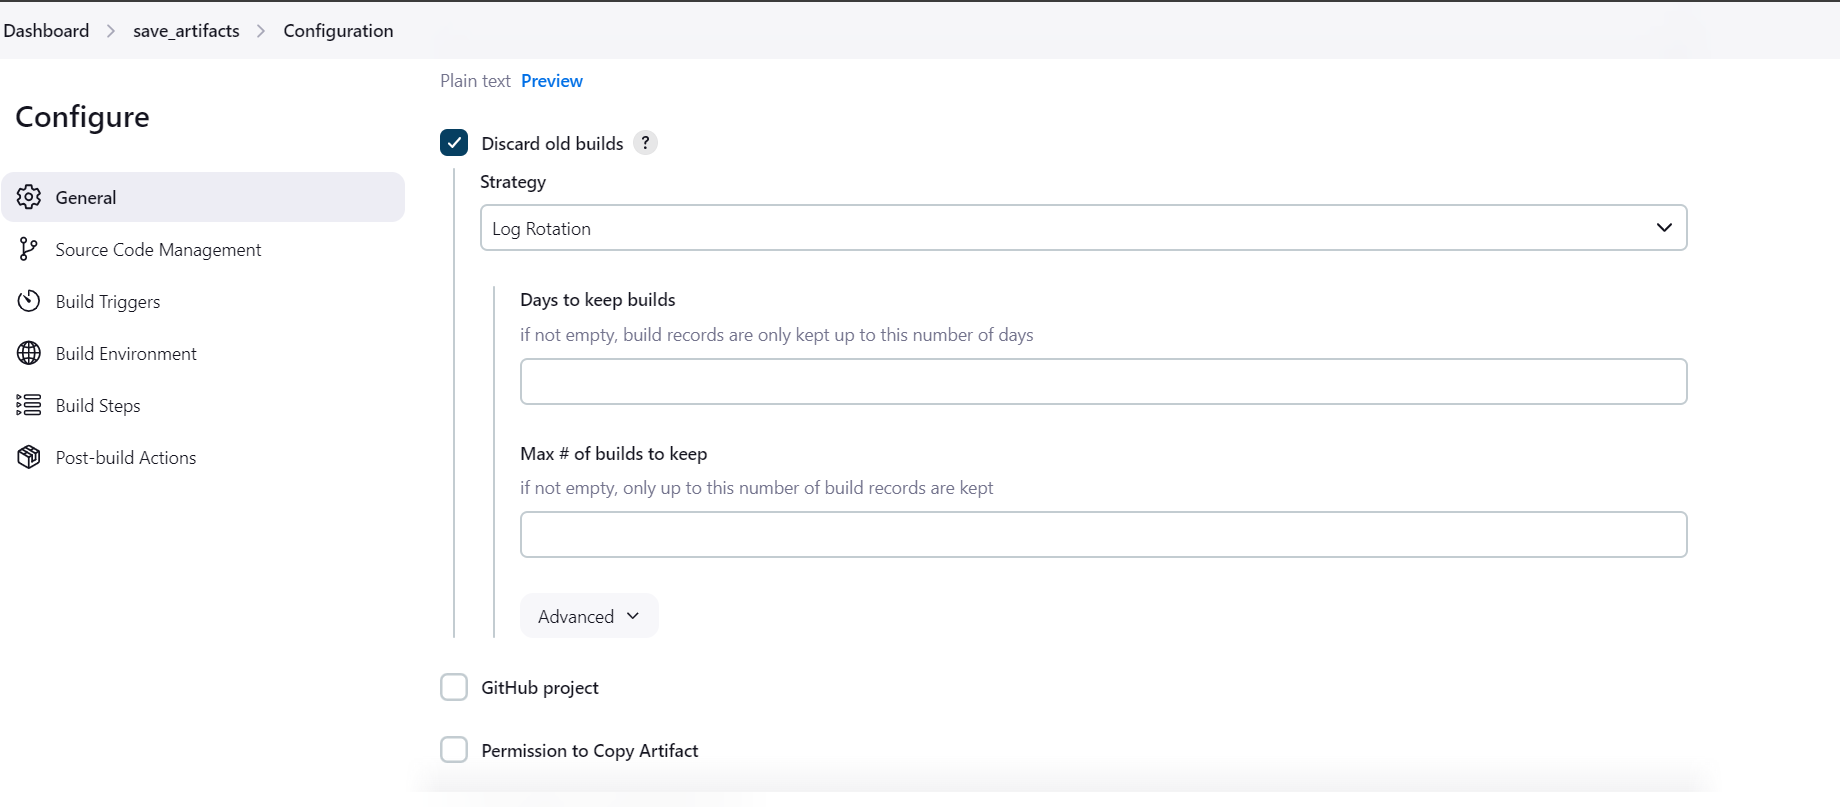 Dashboard > save_artifacts > Configuration
Plain text Preview
Configure
General
Source Code Management
Build Triggers
Build Environment
Build Steps
Post-build Actions
Discard old builds ?
Strategy
Log Rotation
Days to keep builds
if not empty, build records are only kept up to this number of days
Max # of builds to keep
if not empty, only up to this number of build records are kept
Advanced
GitHub project
Permission to Copy Artifact